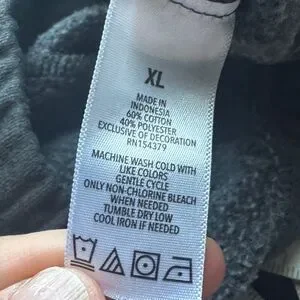 XL
MADE IN
INDONESIA
60% COTTON
40% POLYESTER
EXCLUSIVE OF DECORATION
RN154379
MACHINE WASH COLD WITH
LIKE COLORS
GENTLE CYCLE
ONLY NON-CHLORINE BLEACH
WHEN NEEDED
TUMBLE DRY LOW
COOL IRON IF NEEDED